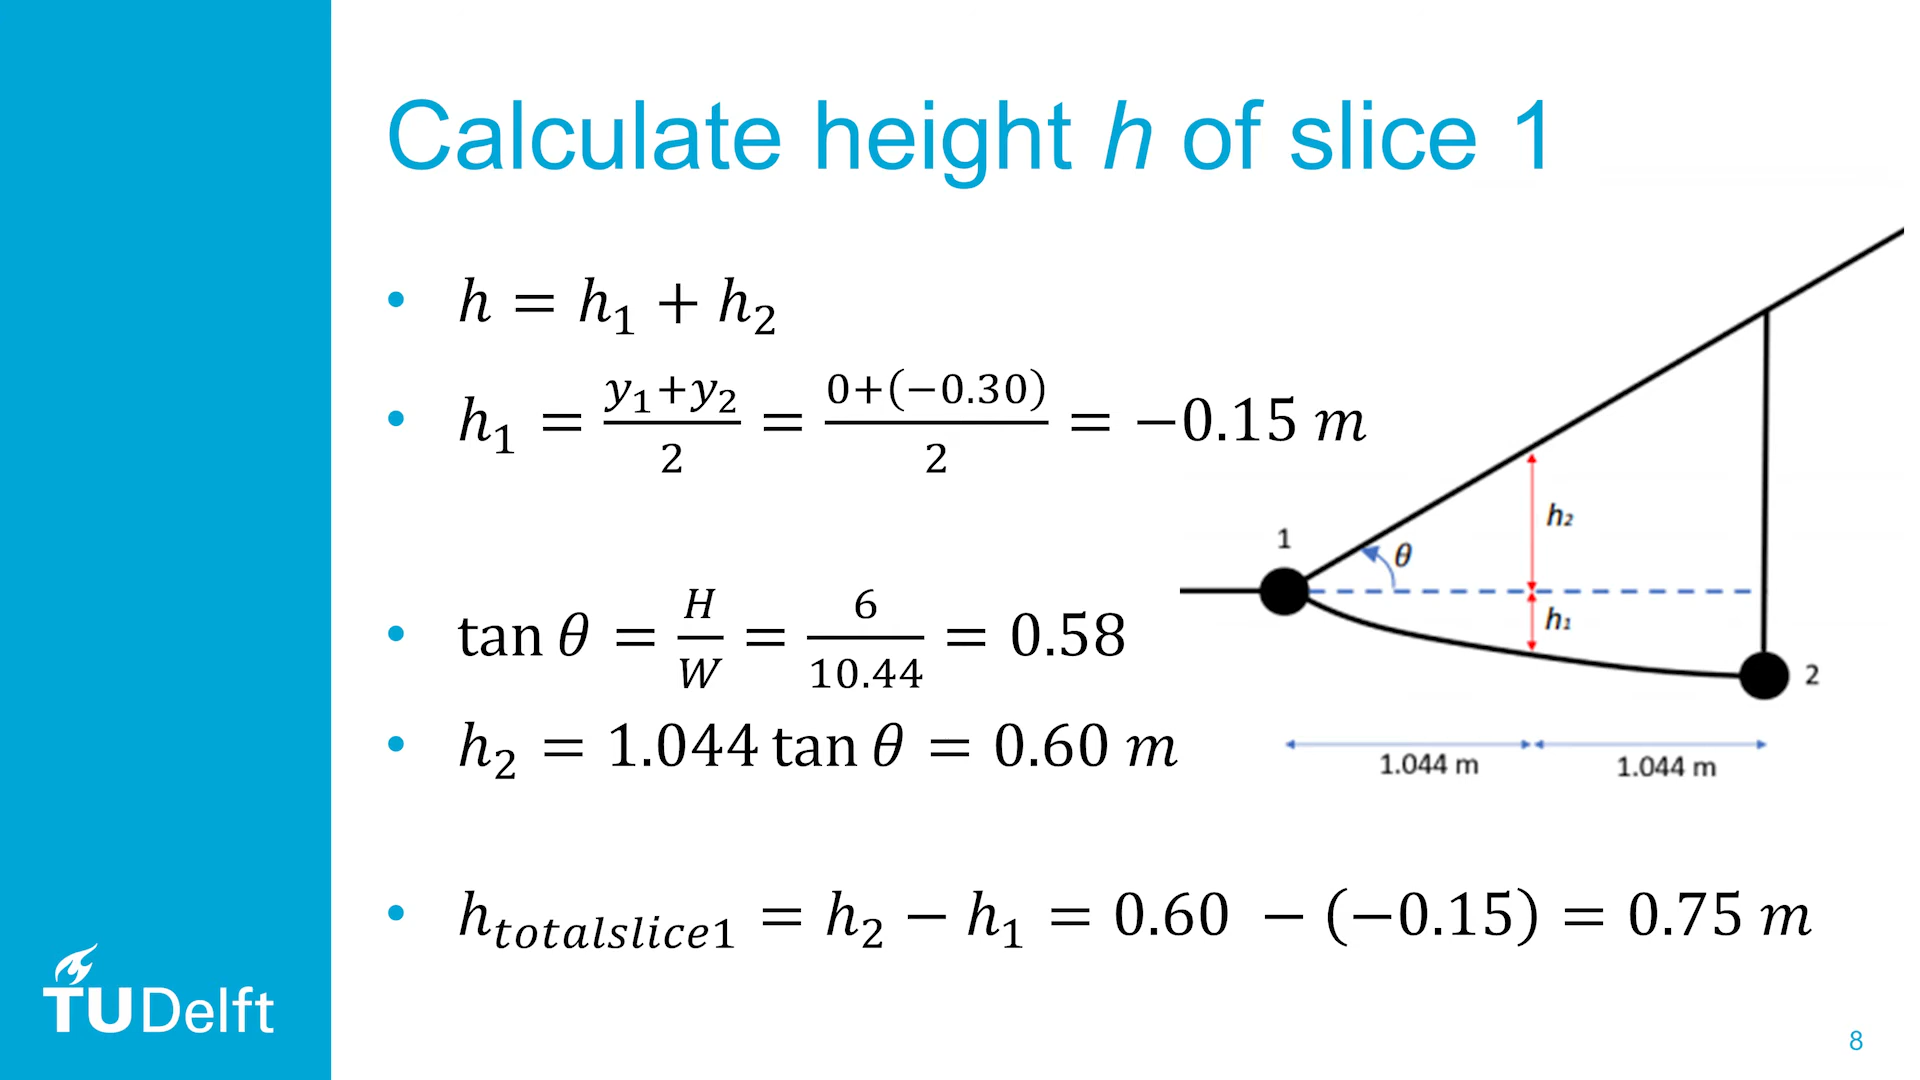 Calculate height h of slice 1
• h = h₁ + h₂
• h₁ = (y₁+y₂)/2 = (0+(−0.30))/2 = −0.15 m
• tan θ = H/W = 6/10.44 = 0.58
• h₂ = 1.044 tan θ = 0.60 m
• h_totalslice1 = h₂ − h₁ = 0.60 − (−0.15) = 0.75 m
h₂
1
θ
h₁
2
1.044 m
1.044 m
TUDelft
8